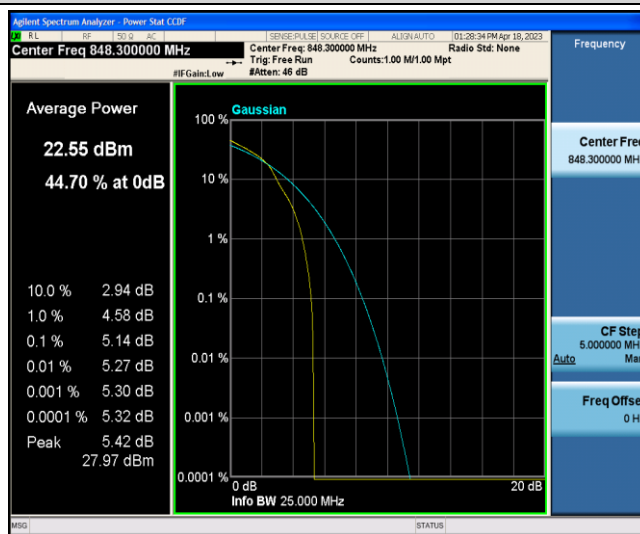 Agilent Spectrum Analyzer - Power Stat CCDF
RL RF 50 Ω AC SENSE:PULSE SOURCE OFF ALIGN AUTO 01:28:34 PM Apr 18, 2023
Center Freq 848.300000 MHz
Center Freq: 848.300000 MHz Radio Std: None
Trig: Free Run Counts:1.00 M/1.00 Mpt
#IFGain:Low #Atten: 46 dB
Frequency
Average Power
22.55 dBm
44.70 % at 0dB
10.0 % 2.94 dB
1.0 % 4.58 dB
0.1 % 5.14 dB
0.01 % 5.27 dB
0.001 % 5.30 dB
0.0001 % 5.32 dB
Peak 5.42 dB
27.97 dBm
Gaussian
100 %
10 %
1 %
0.1 %
0.01 %
0.001 %
0.0001 %
0 dB 20 dB
Info BW 25.000 MHz
Center Freq
848.300000 MH
CF Step
5.000000 MH
Auto Ma
Freq Offse
0 H
MSG STATUS